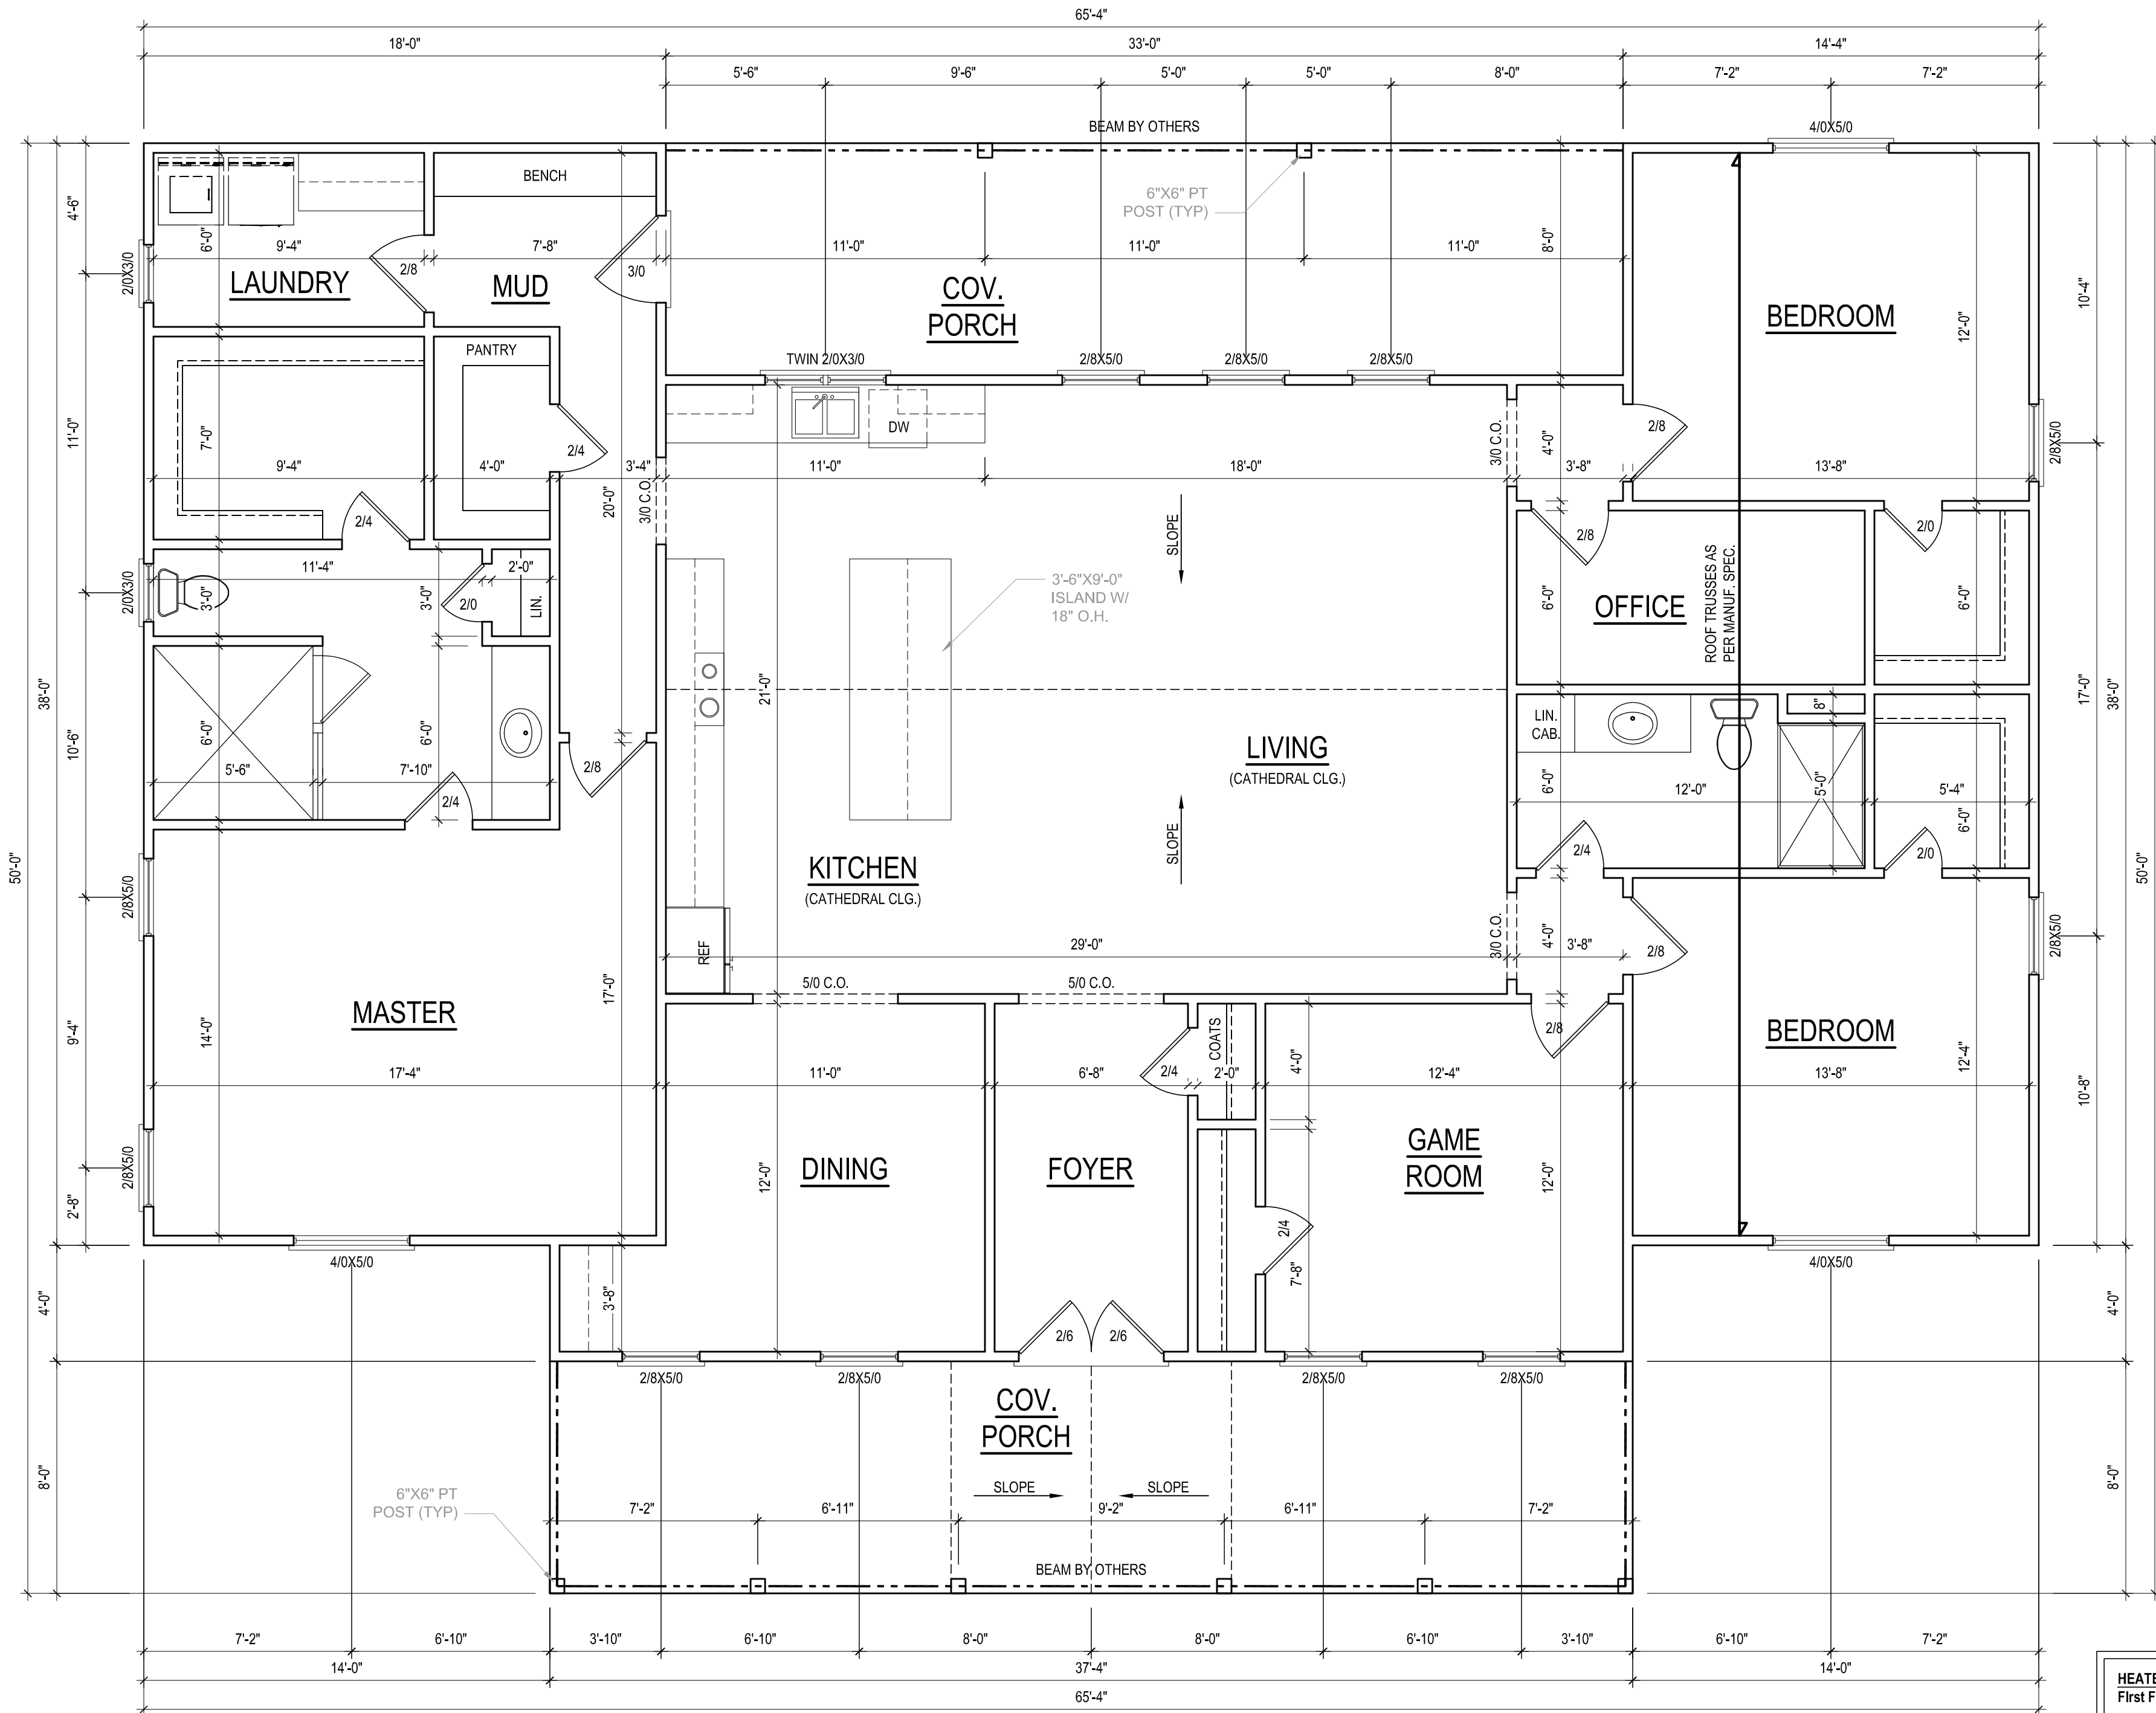 65'-4"
18'-0" 33'-0" 14'-4"
5'-6" 9'-6" 5'-0" 5'-0" 8'-0" 7'-2" 7'-2"
BEAM BY OTHERS
4/0X5/0
BENCH
6"X6" PT
POST (TYP)
4'-6"
6'-0"
9'-4"
7'-8"
11'-0" 11'-0" 11'-0"
8'-0"
2/0X3/0
2/8
3/0
LAUNDRY
MUD
COV.
PORCH
BEDROOM
12'-0"
10'-4"
PANTRY
TWIN 2/0X3/0
2/8X5/0
2/8X5/0
2/8X5/0
DW
11'-0"
7'-0"
2/4
3/0 C.O.
4'-0"
2/8
2/8X5/0
9'-4" 4'-0" 3'-4" 11'-0" 18'-0" 3'-8" 13'-8"
20'-0"
3/0 C.O.
2/4
SLOPE
2/8
2/0
11'-4"
2'-0"
2/0X3/0
3'-0"
3'-0"
2/0
LIN.
3'-6"X9'-0"
ISLAND W/
18" O.H.
6'-0"
OFFICE
ROOF TRUSSES AS
PER MANUF. SPEC.
6'-0"
38'-0"
21'-0"
17'-0"
38'-0"
10'-6"
6'-0"
6'-0"
5'-6"
7'-10"
2/8
2/4
LIVING
(CATHEDRAL CLG.)
LIN.
CAB.
8"
6'-0"
12'-0"
5'-0"
5'-4"
6'-0"
SLOPE
2/4
2/0
50'-0"
50'-0"
KITCHEN
(CATHEDRAL CLG.)
2/8X5/0
REF
29'-0"
3/0 C.O.
4'-0"
3'-8"
2/8
2/8X5/0
5/0 C.O.
5/0 C.O.
MASTER
17'-0"
COATS
2/8
BEDROOM
9'-4"
14'-0"
4'-0"
12'-4"
10'-8"
17'-4" 11'-0" 6'-8" 2/4 2'-0" 12'-4" 13'-8"
2/8X5/0
DINING
12'-0"
FOYER
GAME
ROOM
12'-0"
2'-8"
2/4
7'-8"
4/0X5/0
4/0X5/0
4'-0"
3'-8"
2/6
2/6
4'-0"
2/8X5/0
2/8X5/0
2/8X5/0
2/8X5/0
COV.
PORCH
8'-0"
8'-0"
6"X6" PT
POST (TYP)
SLOPE
SLOPE
7'-2" 6'-11" 9'-2" 6'-11" 7'-2"
BEAM BY OTHERS
7'-2" 6'-10" 3'-10" 6'-10" 8'-0" 8'-0" 6'-10" 3'-10" 6'-10" 7'-2"
14'-0" 37'-4" 14'-0"
65'-4"
HEATE
First F